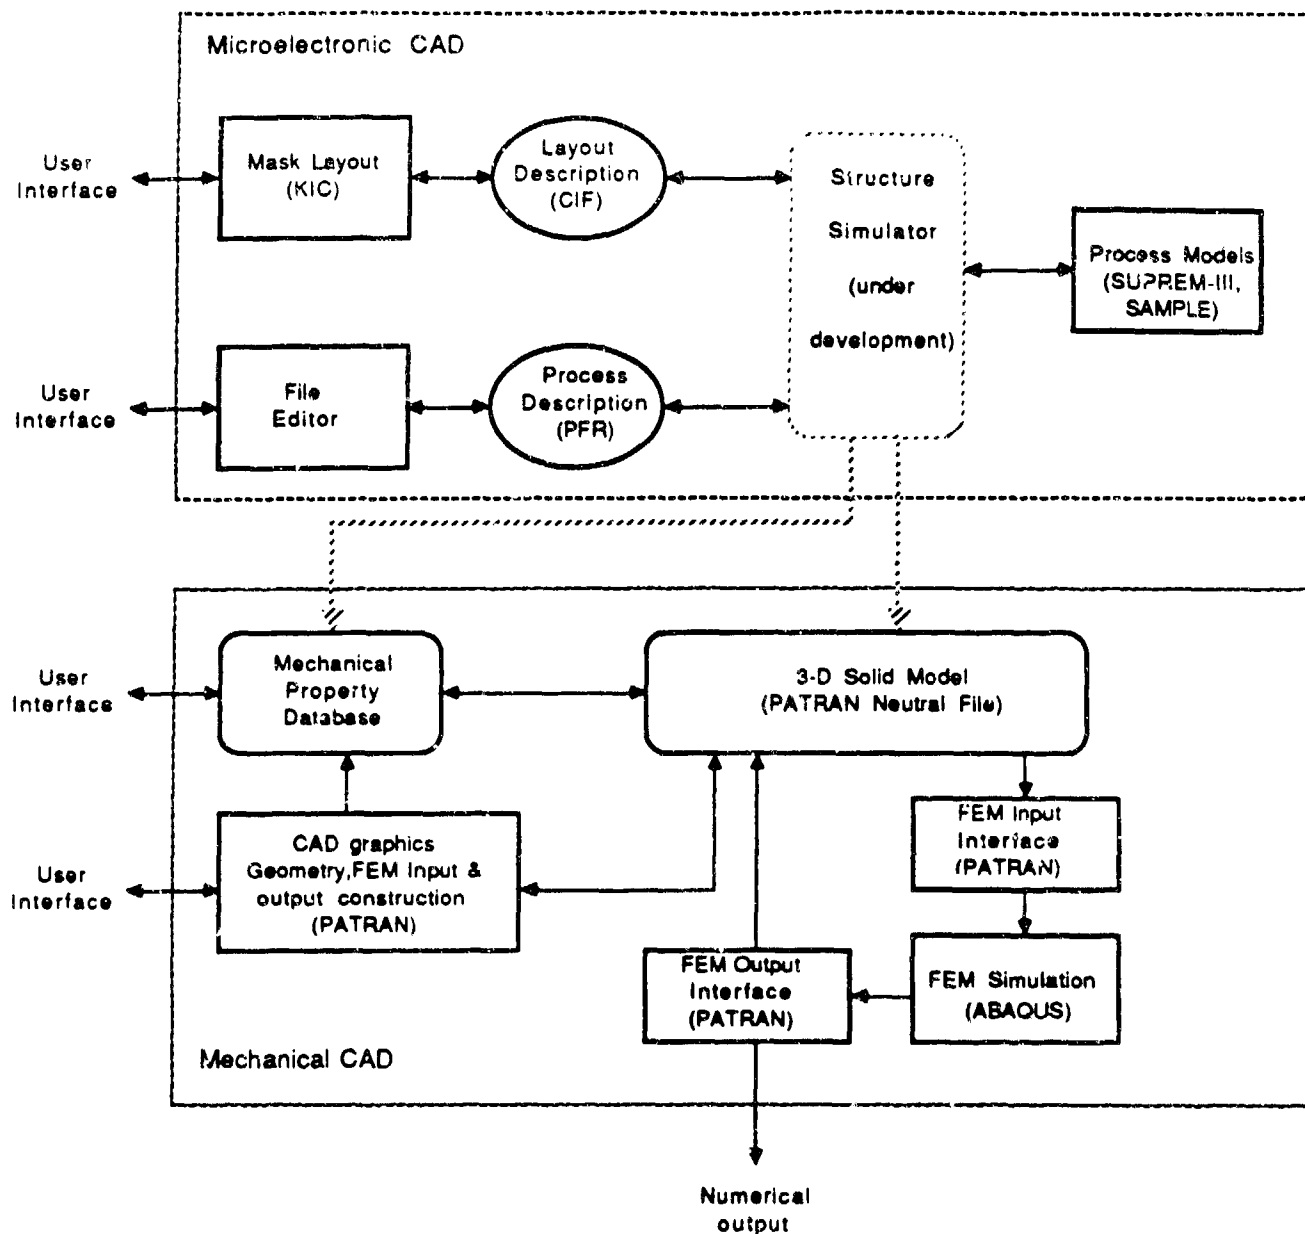 Microelectronic CAD
User
Interface
Mask Layout
(KIC)
Layout
Description
(CIF)
Structure
Simulator
(under
development)
Process Models
(SUPREM-III,
SAMPLE)
User
Interface
File
Editor
Process
Description
(PFR)
User
Interface
Mechanical
Property
Database
3-D Solid Model
(PATRAN Neutral File)
User
Interface
CAD graphics
Geometry,FEM Input &
output construction
(PATRAN)
FEM Input
Interface
(PATRAN)
FEM Output
Interface
(PATRAN)
FEM Simulation
(ABAQUS)
Mechanical CAD
Numerical
output